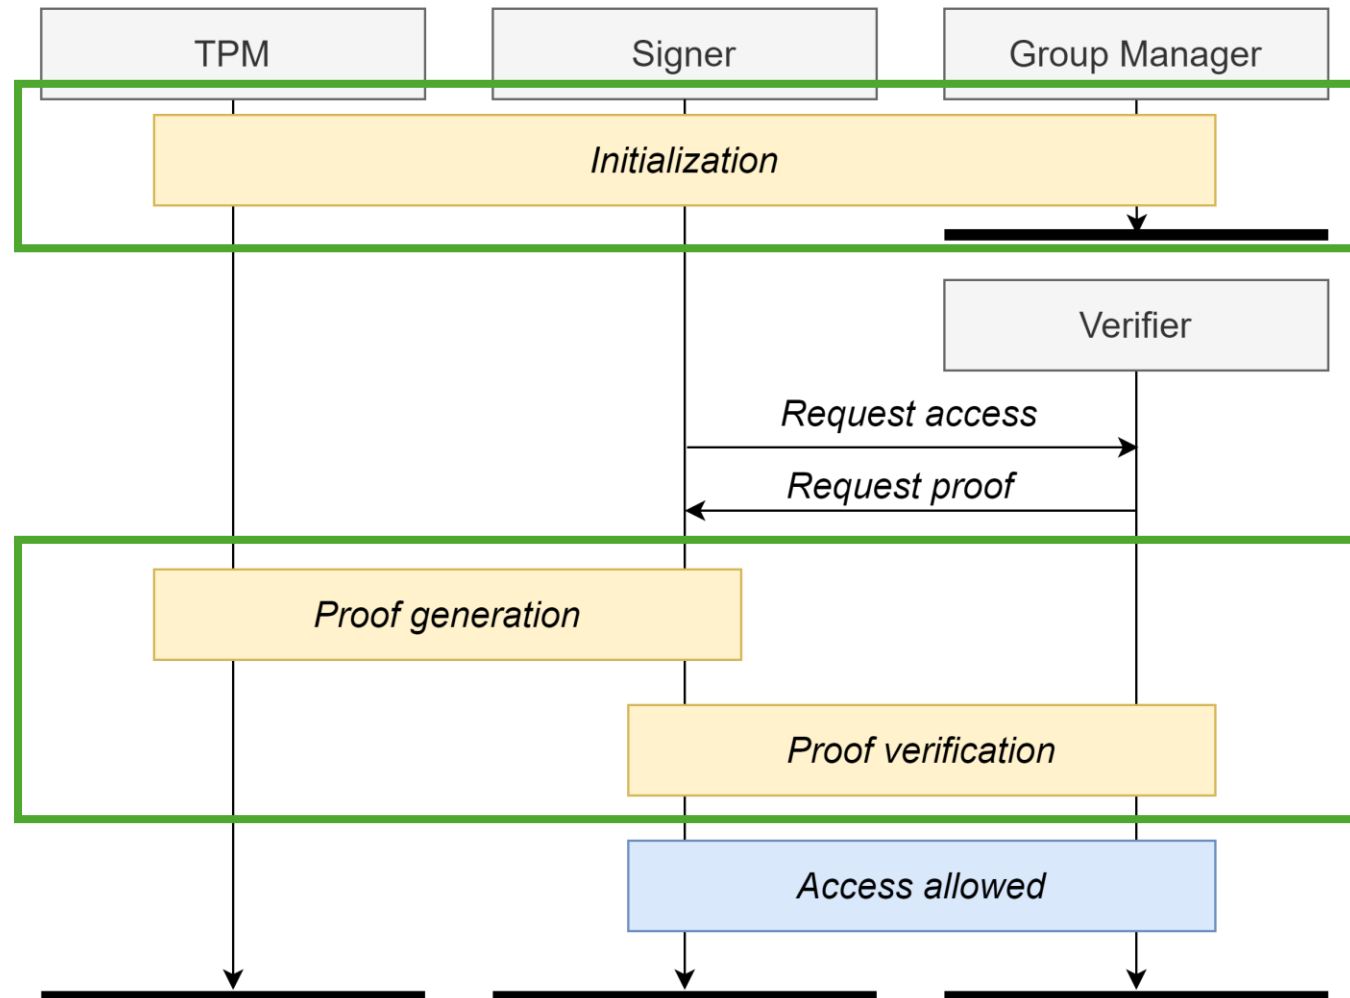 TPM
Signer
Group Manager
Initialization
Verifier
Request access
Request proof
Proof generation
Proof verification
Access allowed